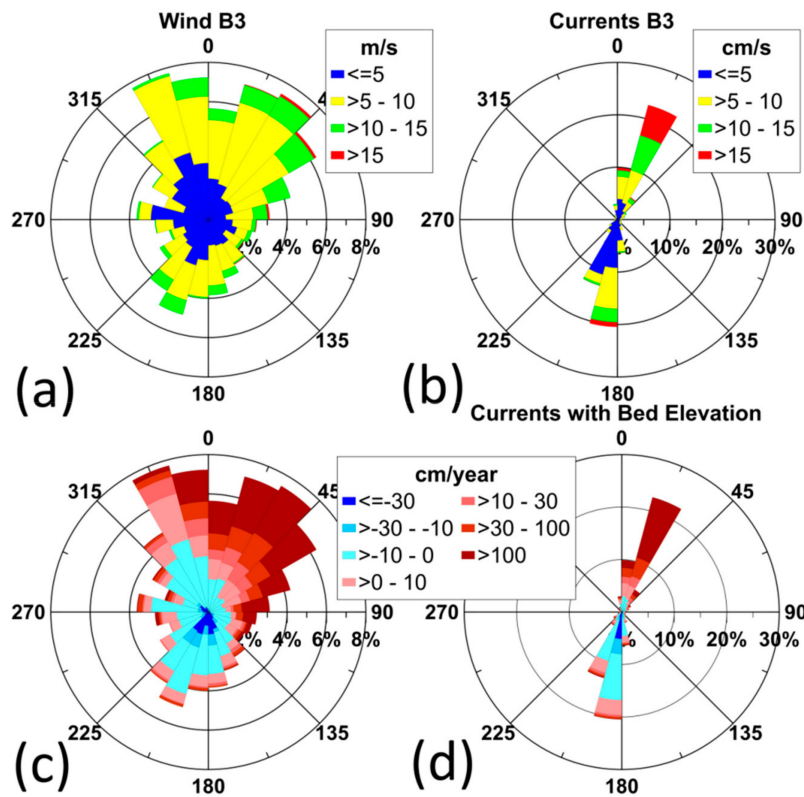 Wind B3
Currents B3
0
m/s
<=5
>5 - 10
>10 - 15
>15
315
270
90
2% 4% 6% 8%
225
135
180
(a)
0
cm/s
<=5
>5 - 10
>10 - 15
>15
315
270
90
10% 20% 30%
225
135
180
(b)
Currents with Bed Elevation
0
315
45
cm/year
<=-30
>-30 - -10
>-10 - 0
>0 - 10
>10 - 30
>30 - 100
>100
270
90
2% 4% 6% 8%
225
135
180
(c)
0
45
270
90
10% 20% 30%
225
135
180
(d)